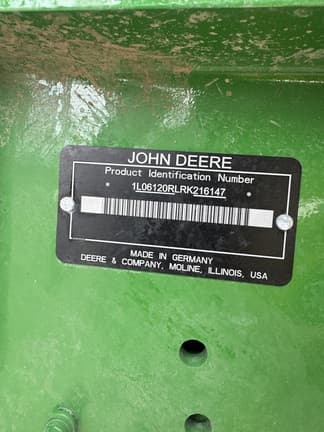 JOHN DEERE
Product Identification Number
1L06120RLRK216147
MADE IN GERMANY
DEERE & COMPANY, MOLINE, ILLINOIS, USA